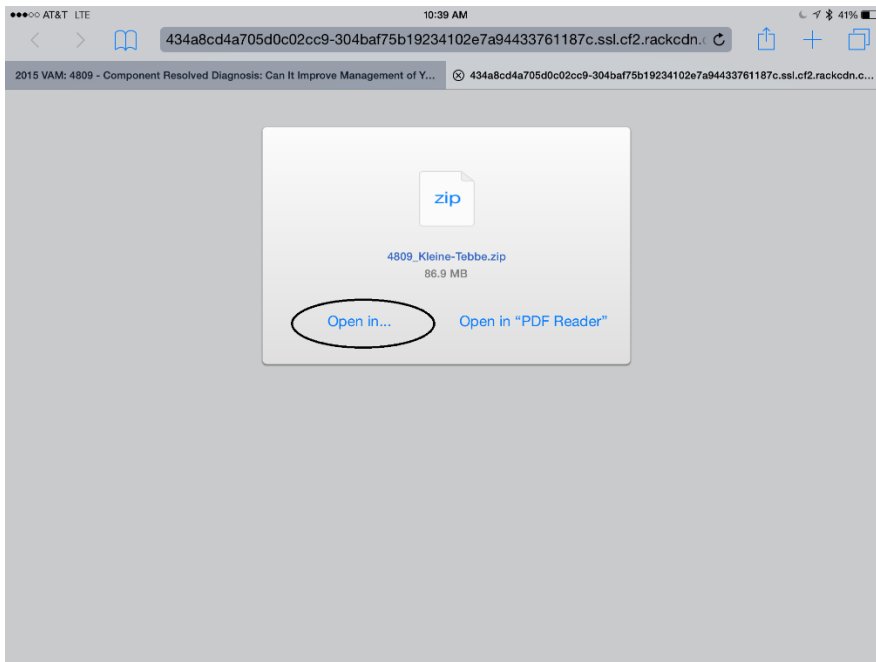 AT&T LTE 10:39 AM 41%
434a8cd4a705d0c02cc9-304baf75b19234102e7a94433761187c.ssl.cf2.rackcdn.c
2015 VAM: 4809 - Component Resolved Diagnosis: Can It Improve Management of Y... 434a8cd4a705d0c02cc9-304baf75b19234102e7a94433761187c.ssl.cf2.rackcdn.c...
zip
4809_Kleine-Tebbe.zip
86.9 MB
Open in... Open in “PDF Reader”